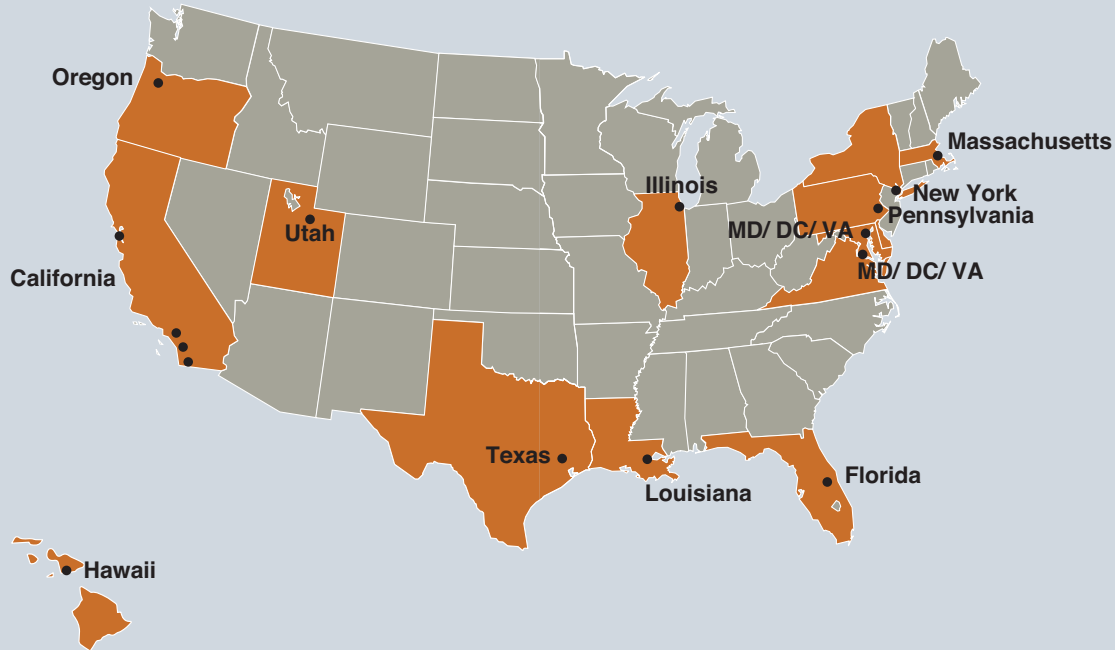 Oregon
Massachusetts
Illinois
New York
Pennsylvania
Utah
MD/ DC/ VA
MD/ DC/ VA
California
Texas
Florida
Louisiana
Hawaii